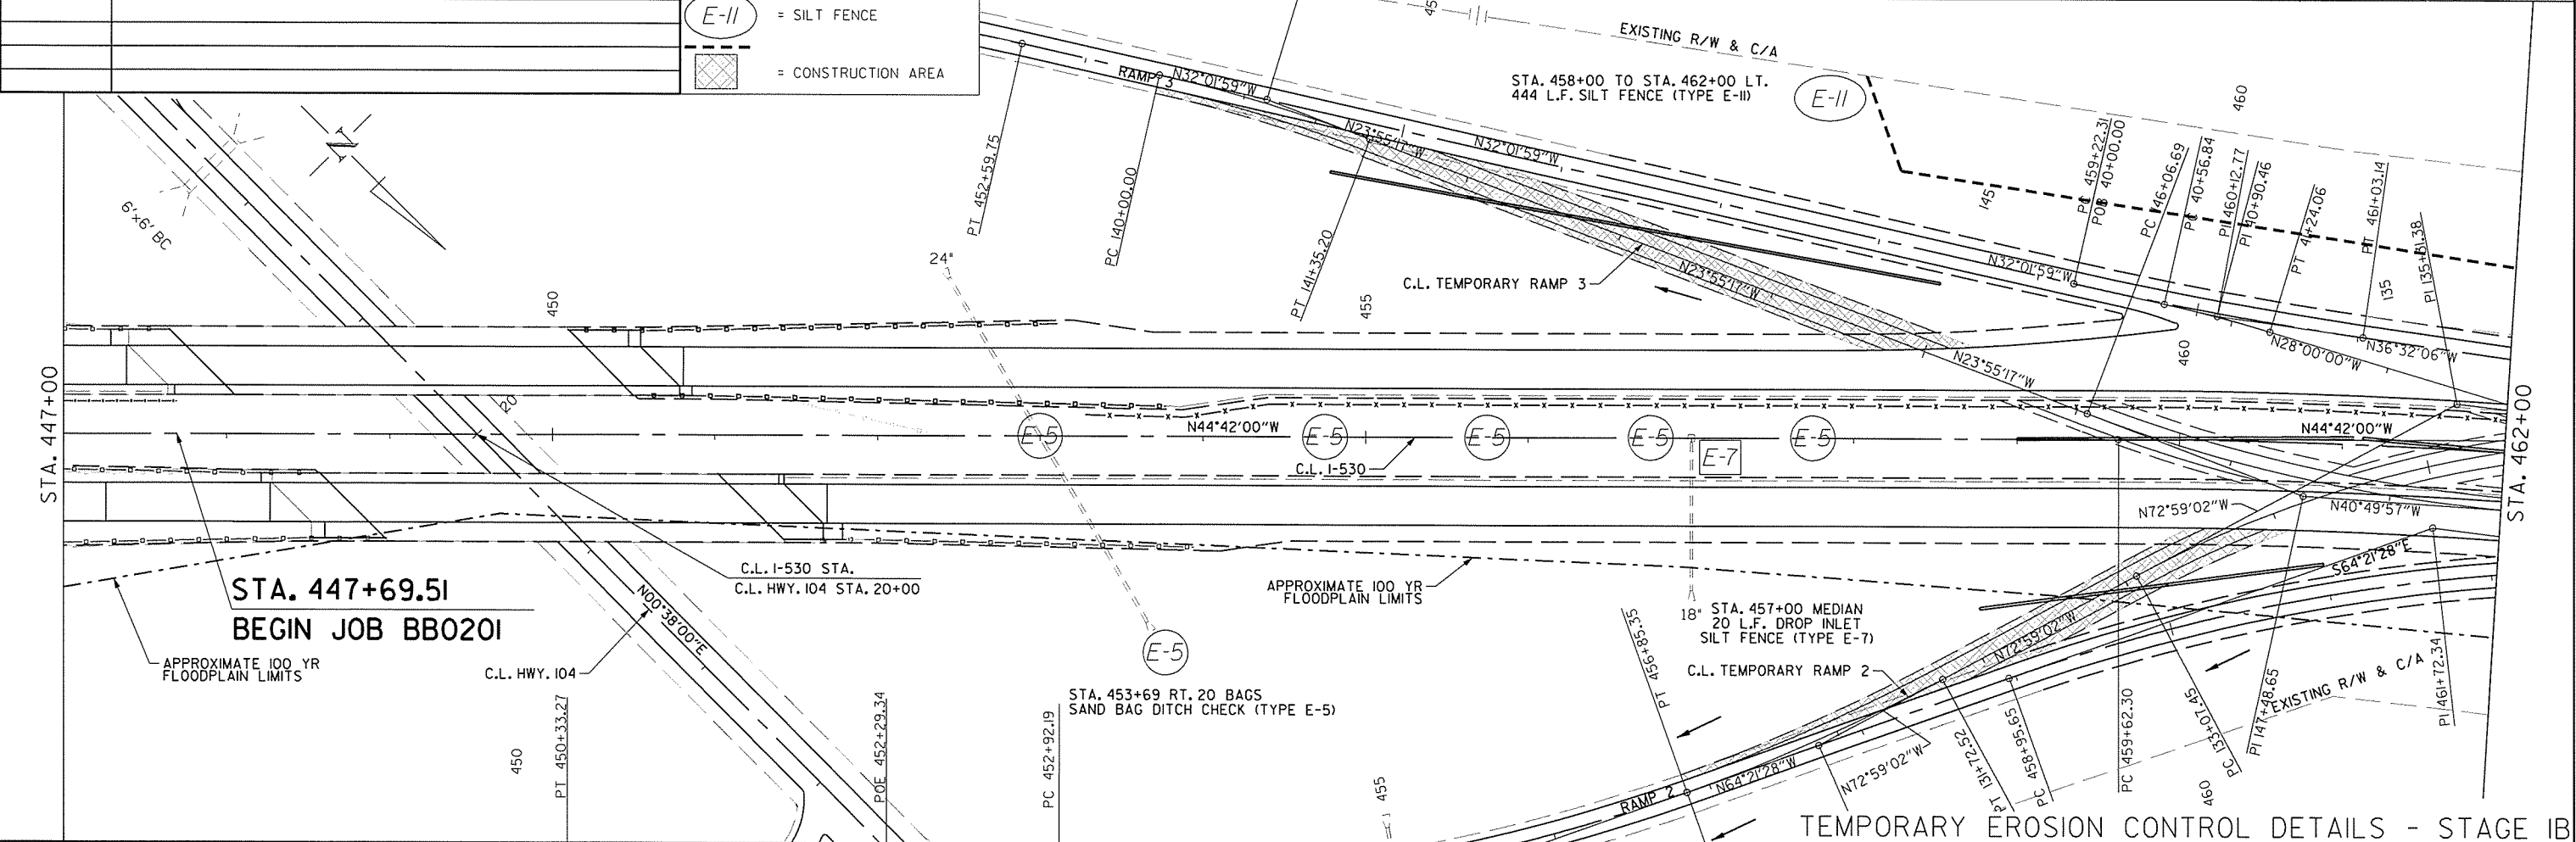 E-11 = SILT FENCE
= CONSTRUCTION AREA
EXISTING R/W & C/A
STA. 458+00 TO STA. 462+00 LT.
444 L.F. SILT FENCE (TYPE E-11)
E-11
460
RAMP 3
N32°01'59"W
N23°55'17"W
N32°01'59"W
N32°01'59"W
PT 452+59.75
PC 140+00.00
PT 141+35.20
145
PC 459+22.31
POB 40+00.00
PC 146+06.69
PC 40+56.84
PI 460+12.77
PI 40+90.46
PT 41+24.06
PT 461+03.14
135
PI 135+81.38
6'x6' BC
N
24"
450
455
C.L. TEMPORARY RAMP 3
N23°55'17"W
N23°55'17"W
460
N28°00'00"W
N36°32'06"W
STA. 447+00
STA. 462+00
20
E-5
E-5
E-5
E-5
E-5
N44°42'00"W
N44°42'00"W
C.L. I-530
E-7
N72°59'02"W
N40°49'57"W
S64°21'28"E
STA. 447+69.51
BEGIN JOB BB0201
C.L. I-530 STA.
C.L. HWY. 104 STA. 20+00
APPROXIMATE 100 YR
FLOODPLAIN LIMITS
APPROXIMATE 100 YR
FLOODPLAIN LIMITS
N00°38'00"E
C.L. HWY. 104
E-5
STA. 453+69 RT. 20 BAGS
SAND BAG DITCH CHECK (TYPE E-5)
18"
STA. 457+00 MEDIAN
20 L.F. DROP INLET
SILT FENCE (TYPE E-7)
C.L. TEMPORARY RAMP 2
N72°59'02"W
450
PT 450+33.27
POE 452+29.34
PC 452+92.19
455
PT 456+85.35
RAMP 2
N64°21'28"W
N72°59'02"W
PT 131+72.52
PC 458+95.65
PC 459+62.30
PC 133+07.45
PI 147+48.65
EXISTING R/W & C/A
PI 461+72.34
460
TEMPORARY EROSION CONTROL DETAILS - STAGE 1B